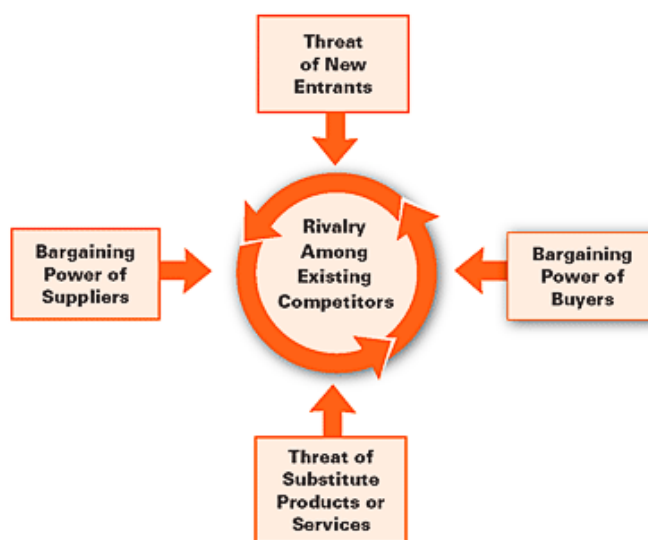 Threat
of New
Entrants
Bargaining
Power of
Suppliers
Rivalry
Among
Existing
Competitors
Bargaining
Power of
Buyers
Threat of
Substitute
Products or
Services